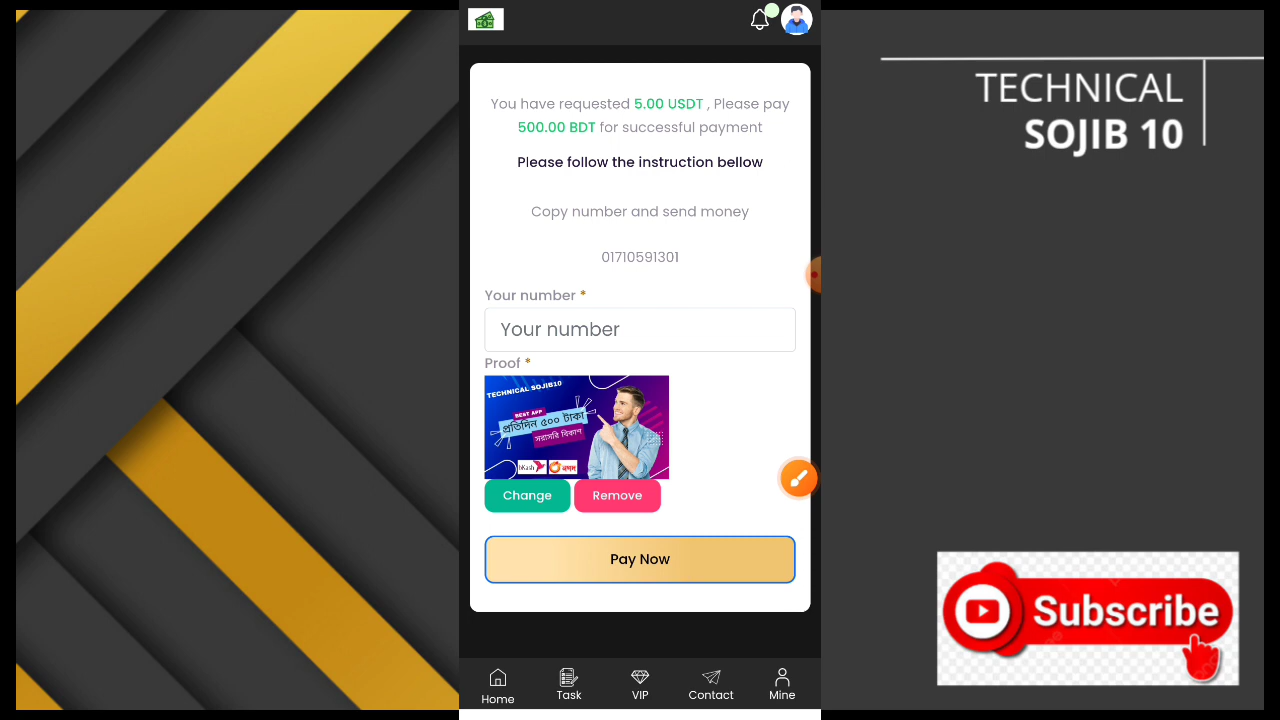 TECHNICAL
SOJIB 10
You have requested 5.00 USDT , Please pay
500.00 BDT for successful payment
Please follow the instruction bellow
Copy number and send money
01710591301
Your number *
Your number
Proof *
TECHNICAL SOJIB10
BEST APP
প্রতিদিন ৫০০ টাকা
সরাসরি বিকাশ
bKash
নগদ
Change
Remove
Pay Now
Home
Task
VIP
Contact
Mine
Subscribe